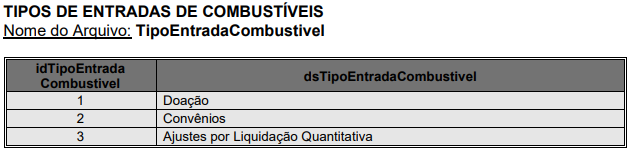 TIPOS DE ENTRADAS DE COMBUSTÍVEIS
Nome do Arquivo: TipoEntradaCombustivel
idTipoEntrada
Combustivel
dsTipoEntradaCombustivel
1 Doação
2 Convênios
3 Ajustes por Liquidação Quantitativa